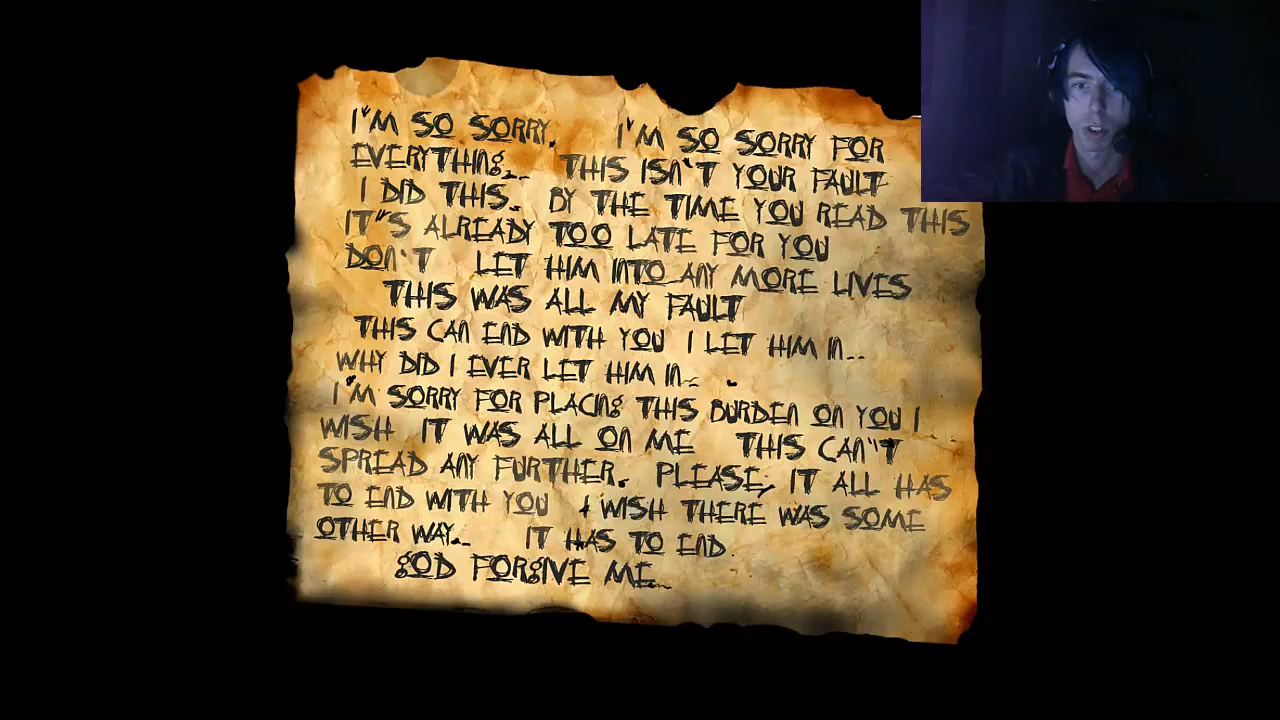 I"M SO SORRY. I'M SO SORRY FOR
EVERYTHING... THIS ISN'T YOUR FAULT
I DID THIS. BY THE TIME YOU READ THIS
IT"S ALREADY TOO LATE FOR YOU
DON'T LET HIM INTO ANY MORE LIVES
THIS WAS ALL MY FAULT
THIS CAN END WITH YOU I LET HIM IN...
WHY DID I EVER LET HIM IN...
I'M SORRY FOR PLACING THIS BURDEN ON YOU I
WISH IT WAS ALL ON ME THIS CAN"T
SPREAD ANY FURTHER. PLEASE, IT ALL HAS
TO END WITH YOU I WISH THERE WAS SOME
OTHER WAY... IT HAS TO END.
GOD FORGIVE ME...